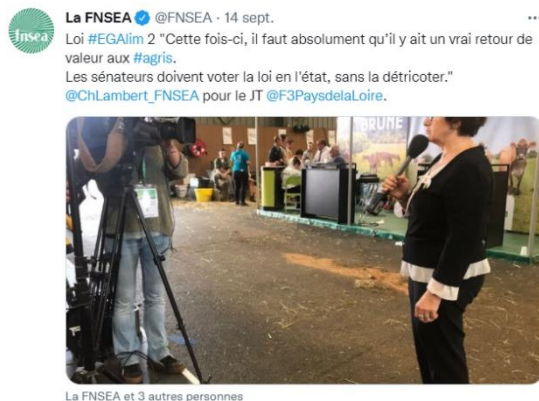 fnsea
La FNSEA @FNSEA · 14 sept.
Loi #EGAlim 2 "Cette fois-ci, il faut absolument qu'il y ait un vrai retour de
valeur aux #agris.
Les sénateurs doivent voter la loi en l'état, sans la détricoter."
@ChLambert_FNSEA pour le JT @F3PaysdelaLoire.
BRUNE
La FNSEA et 3 autres personnes